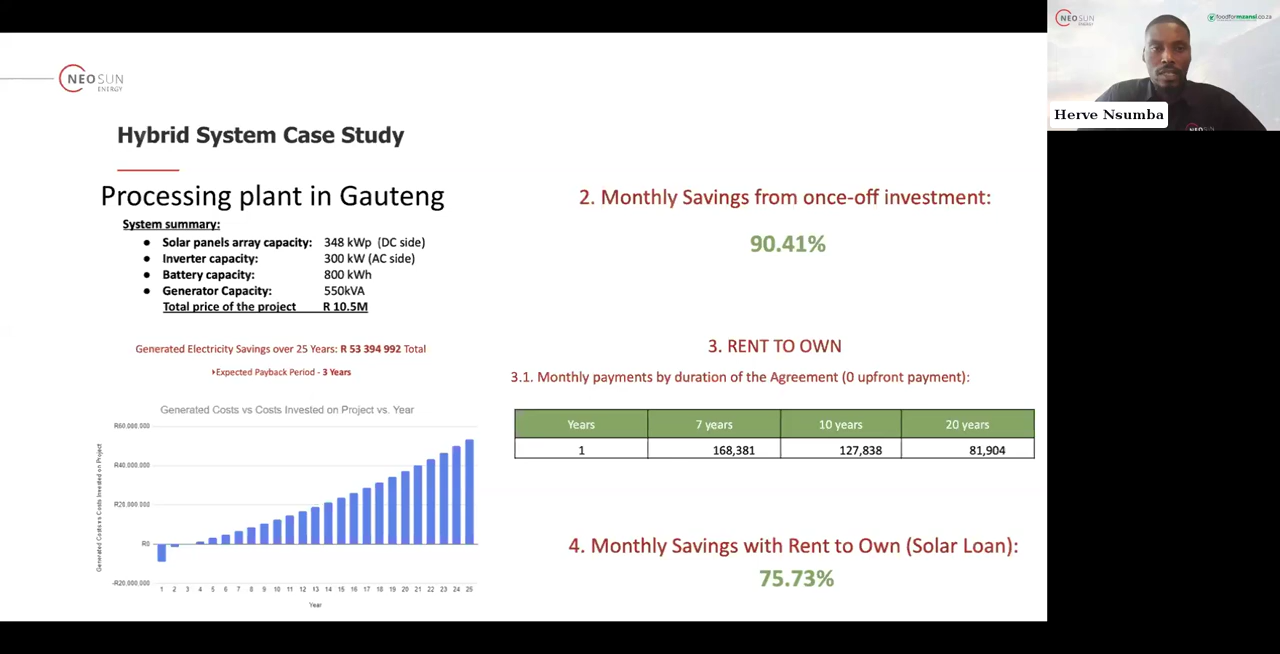 NEO SUN
ENERGY
Hybrid System Case Study
Processing plant in Gauteng
System summary:
● Solar panels array capacity: 348 kWp (DC side)
● Inverter capacity: 300 kW (AC side)
● Battery capacity: 800 kWh
● Generator Capacity: 550kVA
Total price of the project R 10.5M
Generated Electricity Savings over 25 Years: R 53 394 992 Total
Expected Payback Period - 3 Years
Generated Costs vs Costs Invested on Project vs. Year
Generated Costs vs Costs Invested on Project
R60,000,000
R40,000,000
R20,000,000
R0
-R20,000,000
1 2 3 4 5 6 7 8 9 10 11 12 13 14 15 16 17 18 19 20 21 22 23 24 25
Year
2. Monthly Savings from once-off investment:
90.41%
3. RENT TO OWN
3.1. Monthly payments by duration of the Agreement (0 upfront payment):
Years 7 years 10 years 20 years
1 168,381 127,838 81,904
4. Monthly Savings with Rent to Own (Solar Loan):
75.73%
NEO SUN
ENERGY
foodformzansi.co.za
Herve Nsumba
NEO SUN